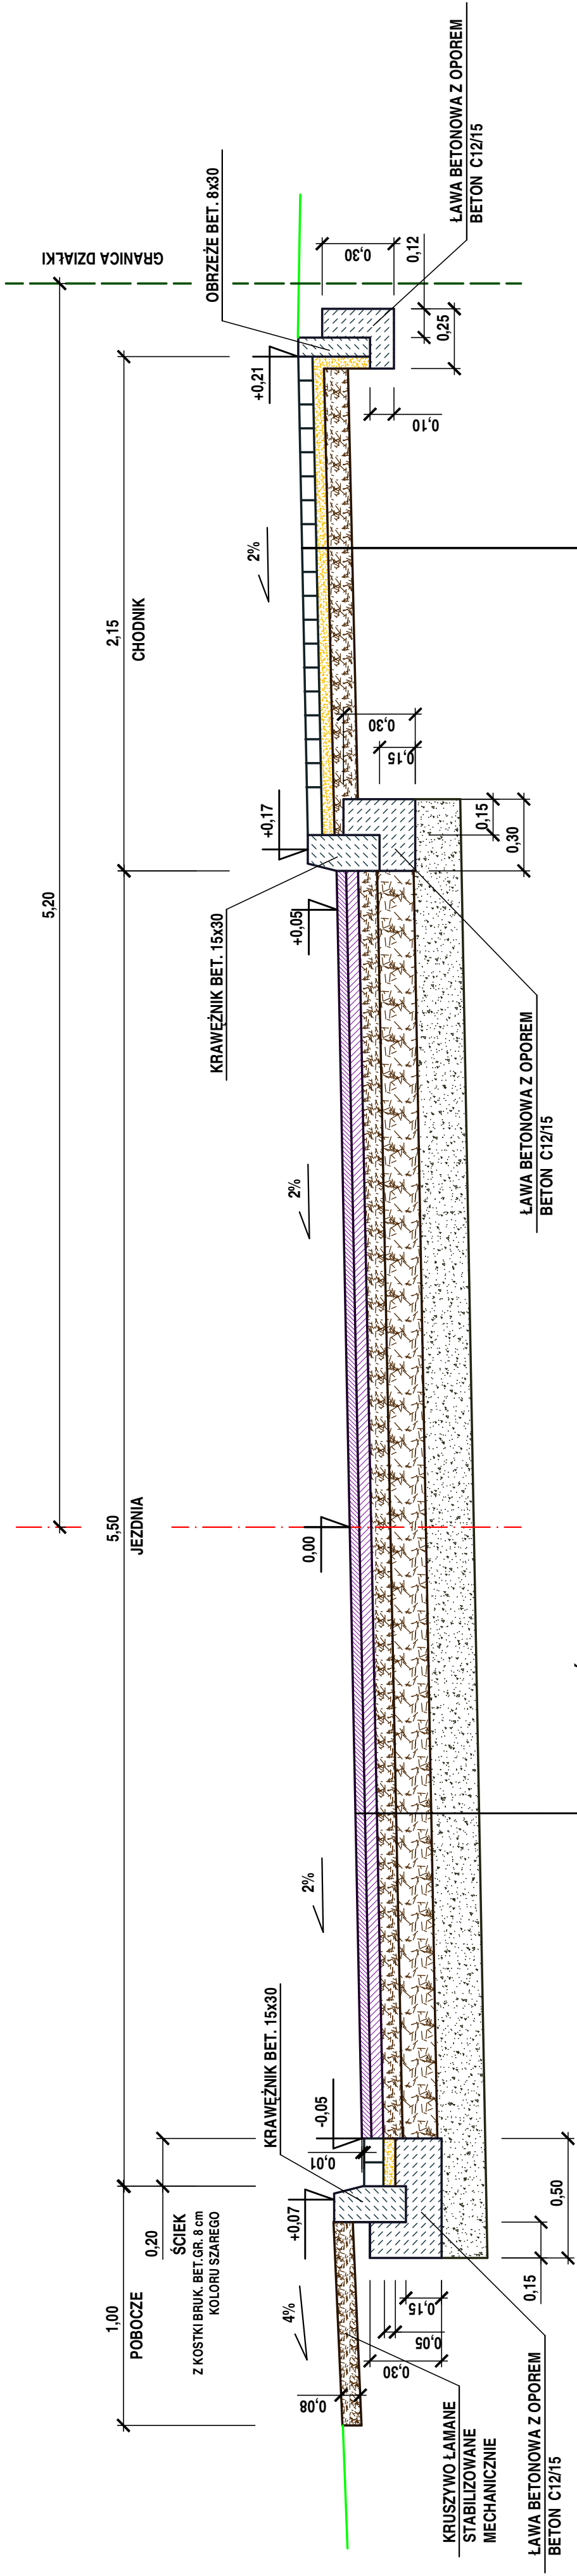 5,20
GRANICA DZIAŁKI
1,00
POBOCZE
0,20
ŚCIEK
Z KOSTKI BRUK. BET.GR. 8 cm
KOLORU SZAREGO
5,50
JEZDNIA
2,15
CHODNIK
KRAWĘŻNIK BET. 15x30
KRAWĘŻNIK BET. 15x30
OBRZEŻE BET. 8x30
4%
+0,07
0,01
-0,05
2%
0,00
2%
+0,05
+0,17
2%
+0,21
0,08
0,30
0,05
0,15
0,15
0,50
0,15
0,30
0,15
0,30
0,10
0,30
0,12
0,25
KRUSZYWO ŁAMANE
STABILIZOWANE
MECHANICZNIE
ŁAWA BETONOWA Z OPOREM
BETON C12/15
ŁAWA BETONOWA Z OPOREM
BETON C12/15
ŁAWA BETONOWA Z OPOREM
BETON C12/15